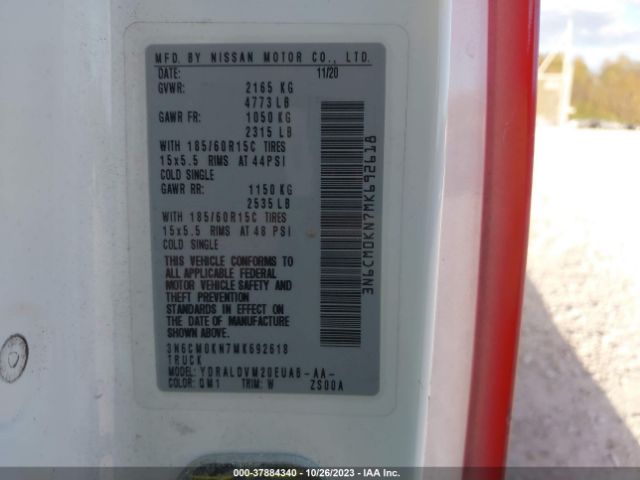 MFD. BY NISSAN MOTOR CO., LTD.
DATE: 11/20
GVWR: 2165 KG
4773 LB
GAWR FR: 1050 KG
2315 LB
WITH 185/60R15C TIRES
15x5.5 RIMS AT 44PSI
COLD SINGLE
GAWR RR: 1150 KG
2535 LB
WITH 185/60R15C TIRES
15x5.5 RIMS AT 48 PSI
COLD SINGLE
THIS VEHICLE CONFORMS TO
ALL APPLICABLE FEDERAL
MOTOR VEHICLE SAFETY AND
THEFT PREVENTION
STANDARDS IN EFFECT ON
THE DATE OF MANUFACTURE
SHOWN ABOVE.
3N6CM0KN7MK692618
TRUCK
MODEL: YDRALDVM20EUA6-AA-
COLOR: QM1 TRIM: W ZS00A
3N6CM0KN7MK692618
000-37884340 | 10/26/2023 | IAA Inc.